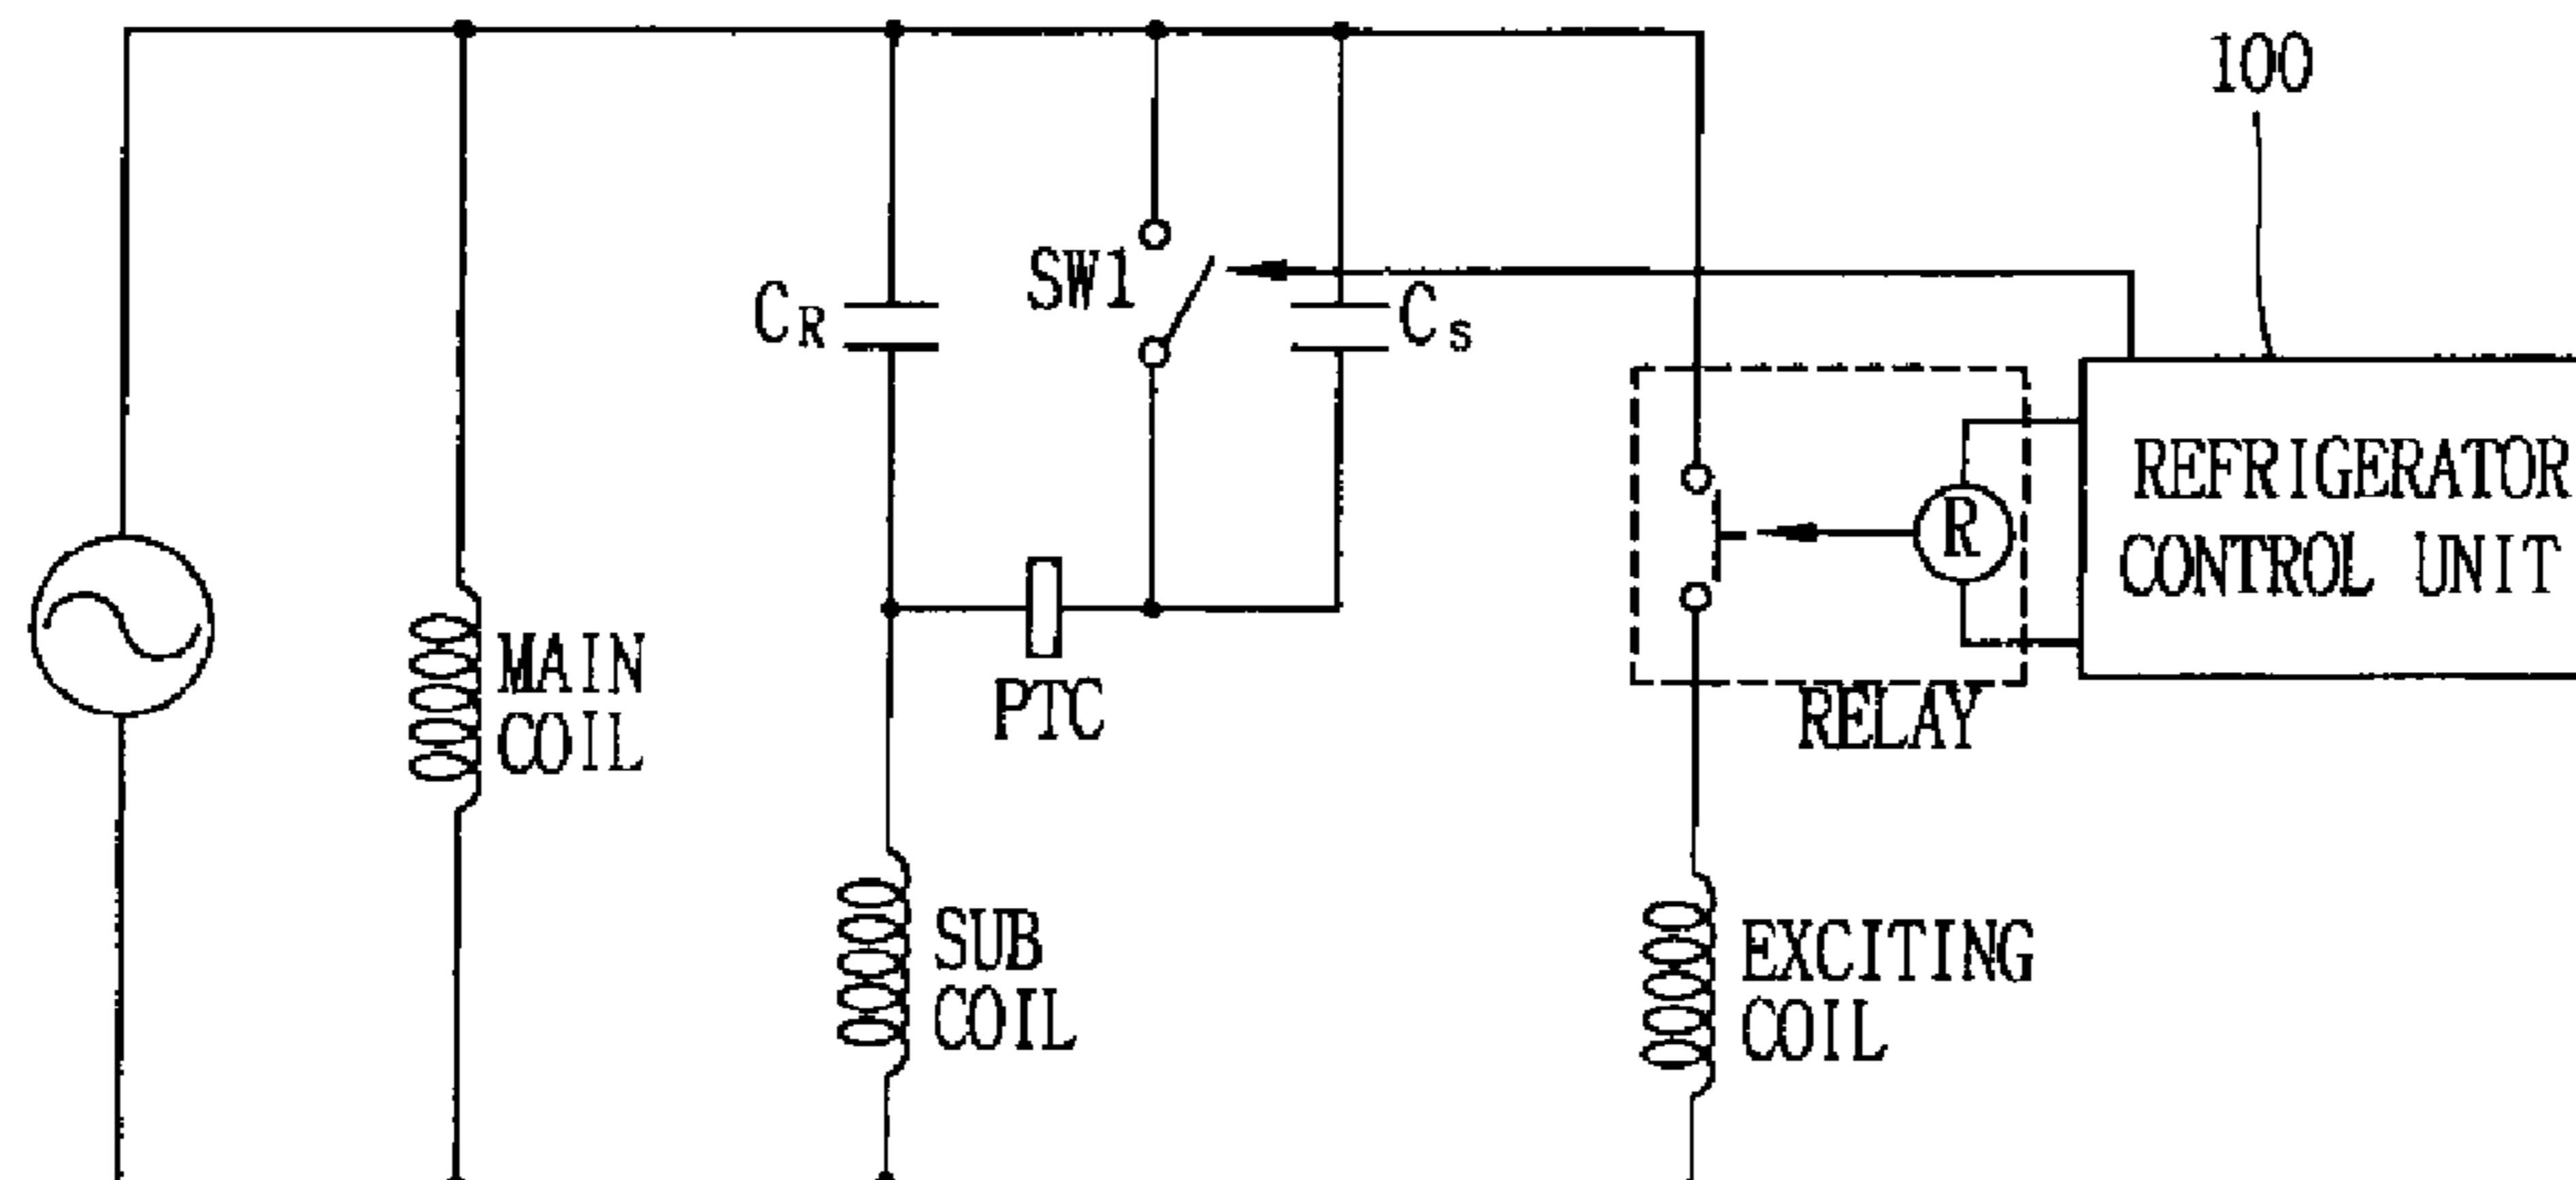 100
SW1
CR
Cs
REFRIGERATOR
CONTROL UNIT
R
MAIN
COIL
PTC
RELAY
SUB
COIL
EXCITING
COIL